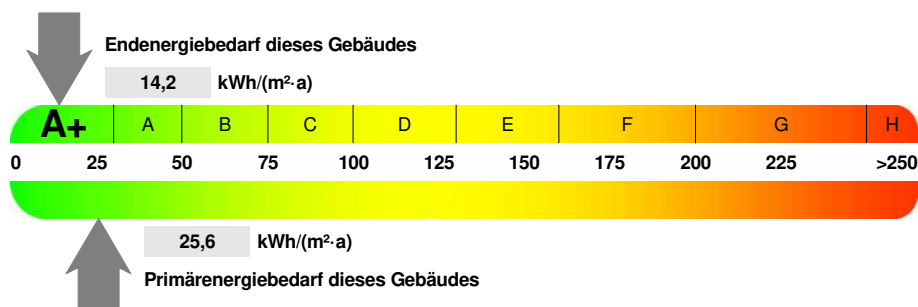 Endenergiebedarf dieses Gebäudes
14,2 kWh/(m²·a)
A+ A B C D E F G H
0 25 50 75 100 125 150 175 200 225 >250
25,6 kWh/(m²·a)
Primärenergiebedarf dieses Gebäudes